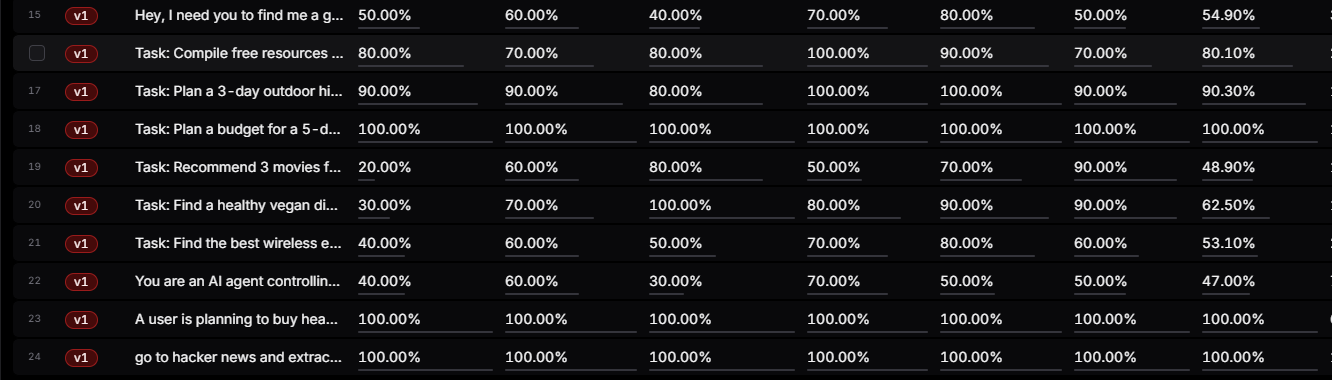 15 v1 Hey, I need you to find me a g... 50.00% 60.00% 40.00% 70.00% 80.00% 50.00% 54.90%
v1 Task: Compile free resources ... 80.00% 70.00% 80.00% 100.00% 90.00% 70.00% 80.10%
17 v1 Task: Plan a 3-day outdoor hi... 90.00% 90.00% 80.00% 100.00% 100.00% 90.00% 90.30%
18 v1 Task: Plan a budget for a 5-d... 100.00% 100.00% 100.00% 100.00% 100.00% 100.00% 100.00%
19 v1 Task: Recommend 3 movies f... 20.00% 60.00% 80.00% 50.00% 70.00% 90.00% 48.90%
20 v1 Task: Find a healthy vegan di... 30.00% 70.00% 100.00% 80.00% 90.00% 90.00% 62.50%
21 v1 Task: Find the best wireless e... 40.00% 60.00% 50.00% 70.00% 80.00% 60.00% 53.10%
22 v1 You are an AI agent controllin... 40.00% 60.00% 30.00% 70.00% 50.00% 50.00% 47.00%
23 v1 A user is planning to buy hea... 100.00% 100.00% 100.00% 100.00% 100.00% 100.00% 100.00%
24 v1 go to hacker news and extrac... 100.00% 100.00% 100.00% 100.00% 100.00% 100.00% 100.00%